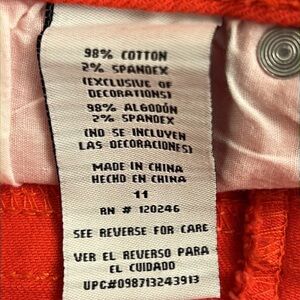 98% COTTON
2% SPANDEX
(EXCLUSIVE OF
DECORATIONS)
98% ALGODÓN
2% SPANDEX
(NO SE INCLUYEN
LAS DECORACIONES)
MADE IN CHINA
HECHO EN CHINA
11
RN # 120246
SEE REVERSE FOR CARE
VER EL REVERSO PARA
EL CUIDADO
UPC#098713243913